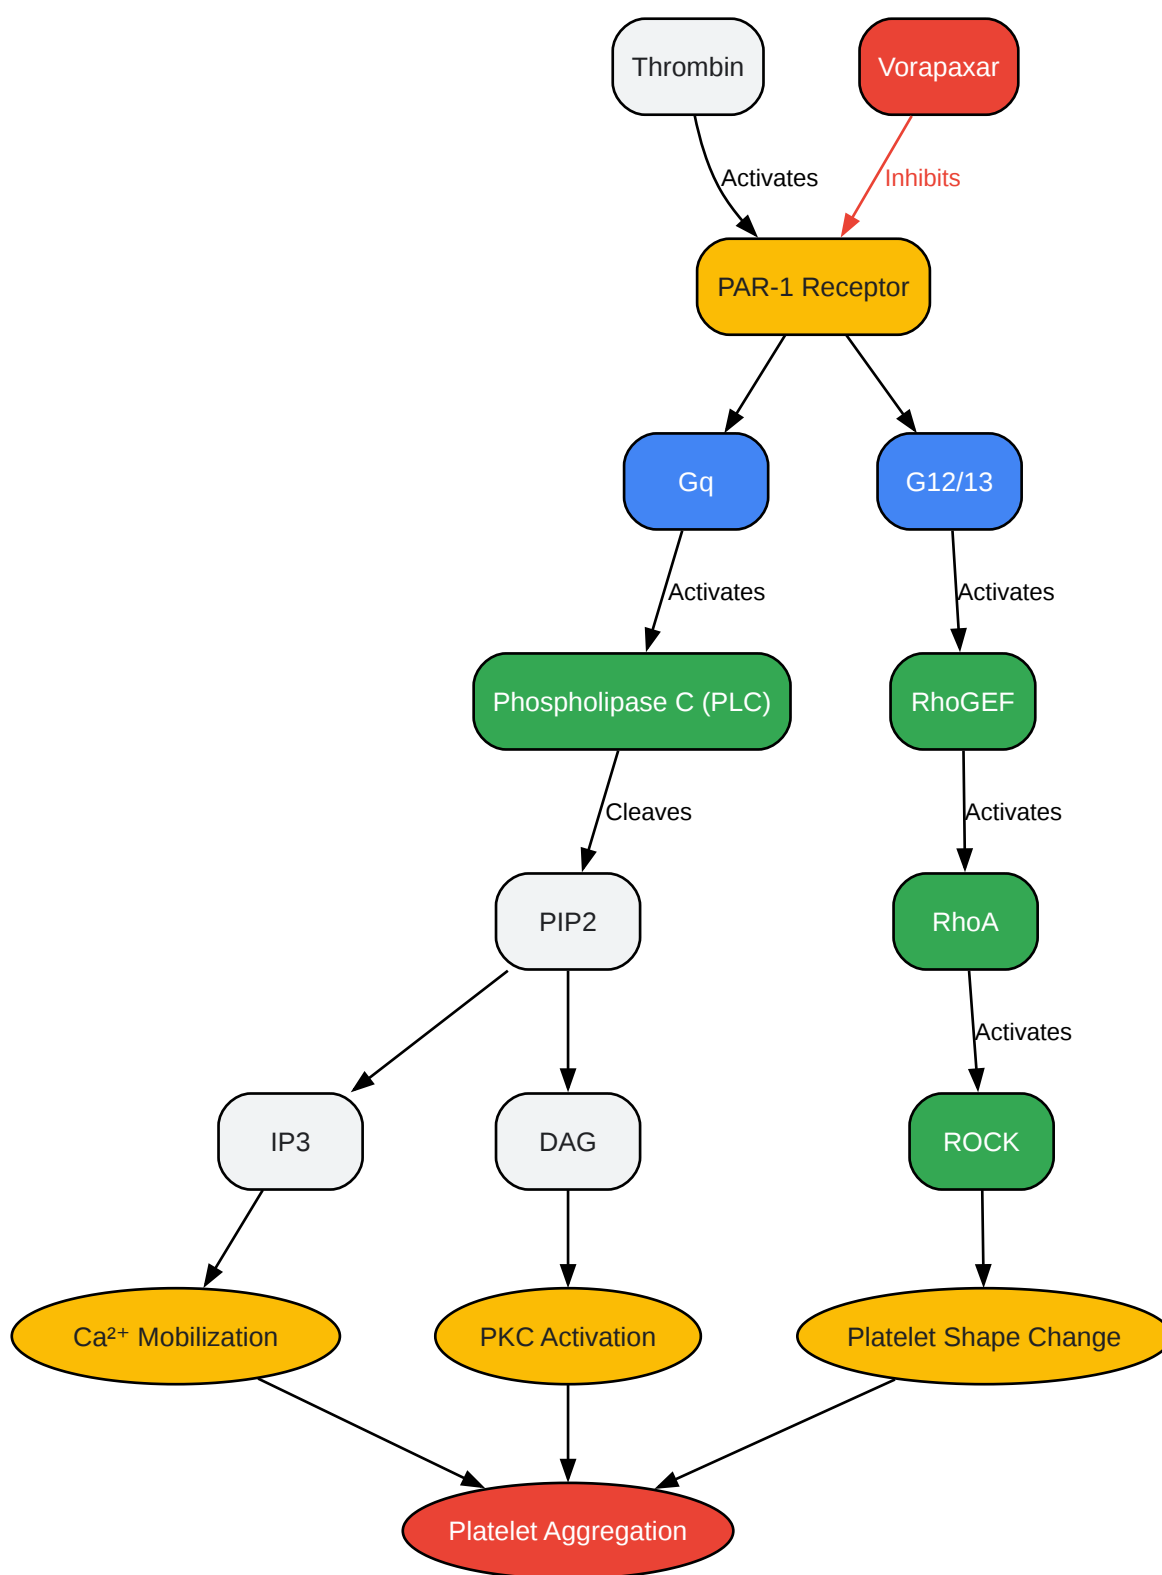 Thrombin
Vorapaxar
Activates
Inhibits
PAR-1 Receptor
Gq
G12/13
Activates
Activates
Phospholipase C (PLC)
RhoGEF
Cleaves
Activates
PIP2
RhoA
Activates
IP3
DAG
ROCK
Ca²⁺ Mobilization
PKC Activation
Platelet Shape Change
Platelet Aggregation